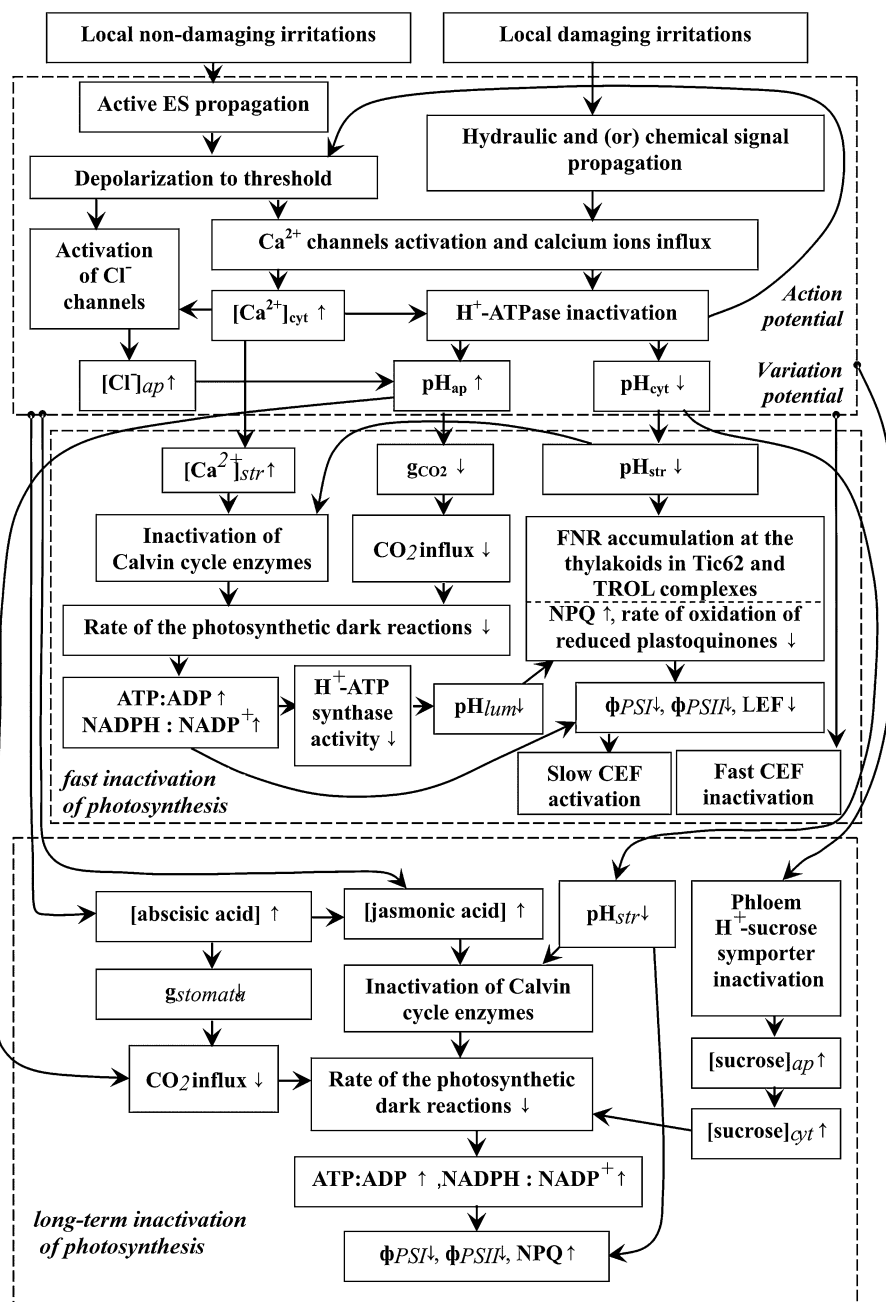 Local non-damaging irritations
Local damaging irritations
Active ES propagation
Hydraulic and (or) chemical signal
propagation
Depolarization to threshold
Ca²⁺ channels activation and calcium ions influx
Activation
of Cl⁻
channels
[Ca²⁺]cyt ↑
H⁺-ATPase inactivation
Action
potential
[Cl⁻]ap ↑
pHap ↑
pHcyt ↓
Variation
potential
[Ca²⁺]str ↑
gCO2 ↓
pHstr ↓
Inactivation of
Calvin cycle enzymes
CO2 influx ↓
FNR accumulation at the
thylakoids in Tic62 and
TROL complexes
NPQ ↑, rate of oxidation of
reduced plastoquinones ↓
Rate of the photosynthetic dark reactions ↓
ATP:ADP ↑
NADPH : NADP⁺↑
H⁺-ATP
synthase
activity ↓
pHlum↓
ϕPSI↓, ϕPSII↓, LEF ↓
Slow CEF
activation
Fast CEF
inactivation
fast inactivation
of photosynthesis
[abscisic acid] ↑
[jasmonic acid] ↑
pHstr↓
Phloem
H⁺-sucrose
symporter
inactivation
gstomata↓
Inactivation of Calvin
cycle enzymes
CO2 influx ↓
Rate of the photosynthetic
dark reactions ↓
[sucrose]ap ↑
[sucrose]cyt ↑
ATP:ADP ↑ ,NADPH : NADP⁺↑
long-term inactivation
of photosynthesis
ϕPSI↓, ϕPSII↓, NPQ ↑